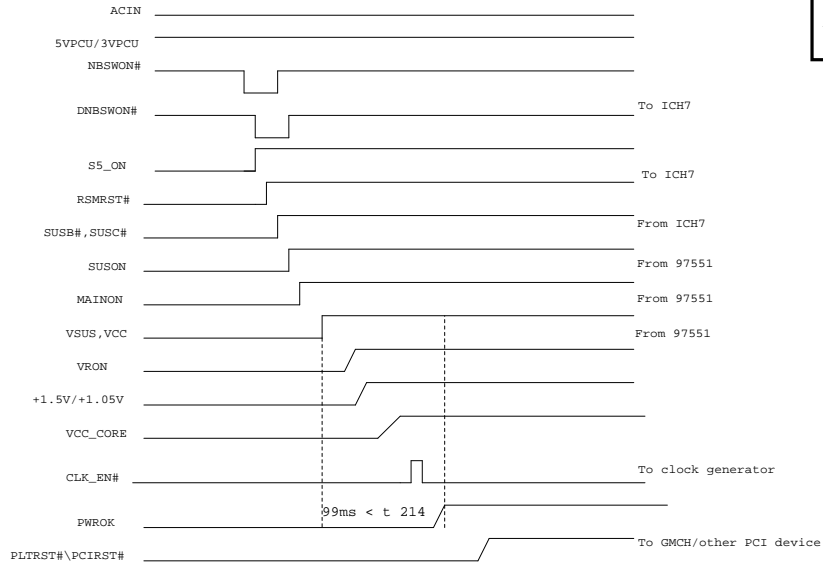 ACIN
5VPCU/3VPCU
NBSWON#
DNBSWON#
To ICH7
S5_ON
To ICH7
RSMRST#
SUSB#,SUSC#
From ICH7
SUSON
From 97551
MAINON
From 97551
VSUS,VCC
From 97551
VRON
+1.5V/+1.05V
VCC_CORE
CLK_EN#
To clock generator
99ms < t 214
PWROK
PLTRST#\PCIRST#
To GMCH/other PCI device